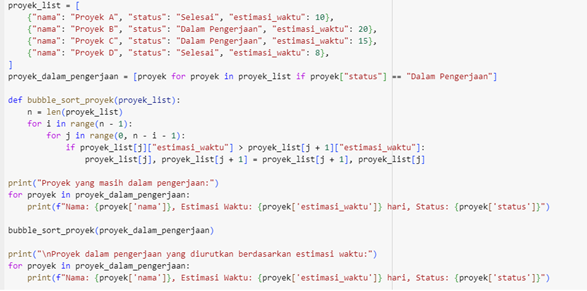 proyek_list = [
    {"nama": "Proyek A", "status": "Selesai", "estimasi_waktu": 10},
    {"nama": "Proyek B", "status": "Dalam Pengerjaan", "estimasi_waktu": 20},
    {"nama": "Proyek C", "status": "Dalam Pengerjaan", "estimasi_waktu": 15},
    {"nama": "Proyek D", "status": "Selesai", "estimasi_waktu": 8},
]
proyek_dalam_pengerjaan = [proyek for proyek in proyek_list if proyek["status"] == "Dalam Pengerjaan"]

def bubble_sort_proyek(proyek_list):
    n = len(proyek_list)
    for i in range(n - 1):
        for j in range(0, n - i - 1):
            if proyek_list[j]["estimasi_waktu"] > proyek_list[j + 1]["estimasi_waktu"]:
                proyek_list[j], proyek_list[j + 1] = proyek_list[j + 1], proyek_list[j]

print("Proyek yang masih dalam pengerjaan:")
for proyek in proyek_dalam_pengerjaan:
    print(f"Nama: {proyek['nama']}, Estimasi Waktu: {proyek['estimasi_waktu']} hari, Status: {proyek['status']}")

bubble_sort_proyek(proyek_dalam_pengerjaan)

print("\nProyek dalam pengerjaan yang diurutkan berdasarkan estimasi waktu:")
for proyek in proyek_dalam_pengerjaan:
    print(f"Nama: {proyek['nama']}, Estimasi Waktu: {proyek['estimasi_waktu']} hari, Status: {proyek['status']}")